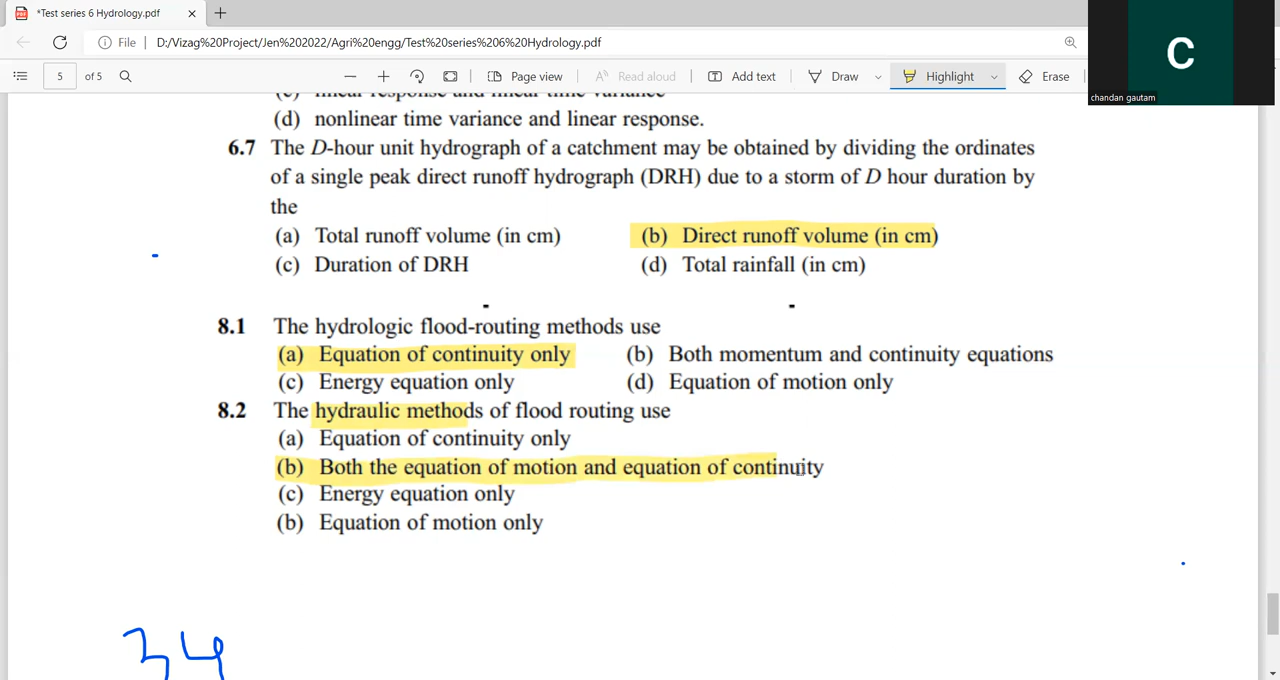 *Test series 6 Hydrology.pdf
File D:/Vizag%20Project/Jen%202022/Agri%20engg/Test%20series%206%20Hydrology.pdf
C
5 of 5 Page view Read aloud Add text Draw Highlight Erase
chandan gautam
(c) linear response and linear time variance
(d) nonlinear time variance and linear response.
6.7 The D-hour unit hydrograph of a catchment may be obtained by dividing the ordinates
of a single peak direct runoff hydrograph (DRH) due to a storm of D hour duration by
the
(a) Total runoff volume (in cm) (b) Direct runoff volume (in cm)
(c) Duration of DRH (d) Total rainfall (in cm)
8.1 The hydrologic flood-routing methods use
(a) Equation of continuity only (b) Both momentum and continuity equations
(c) Energy equation only (d) Equation of motion only
8.2 The hydraulic methods of flood routing use
(a) Equation of continuity only
(b) Both the equation of motion and equation of continuity
(c) Energy equation only
(b) Equation of motion only
34